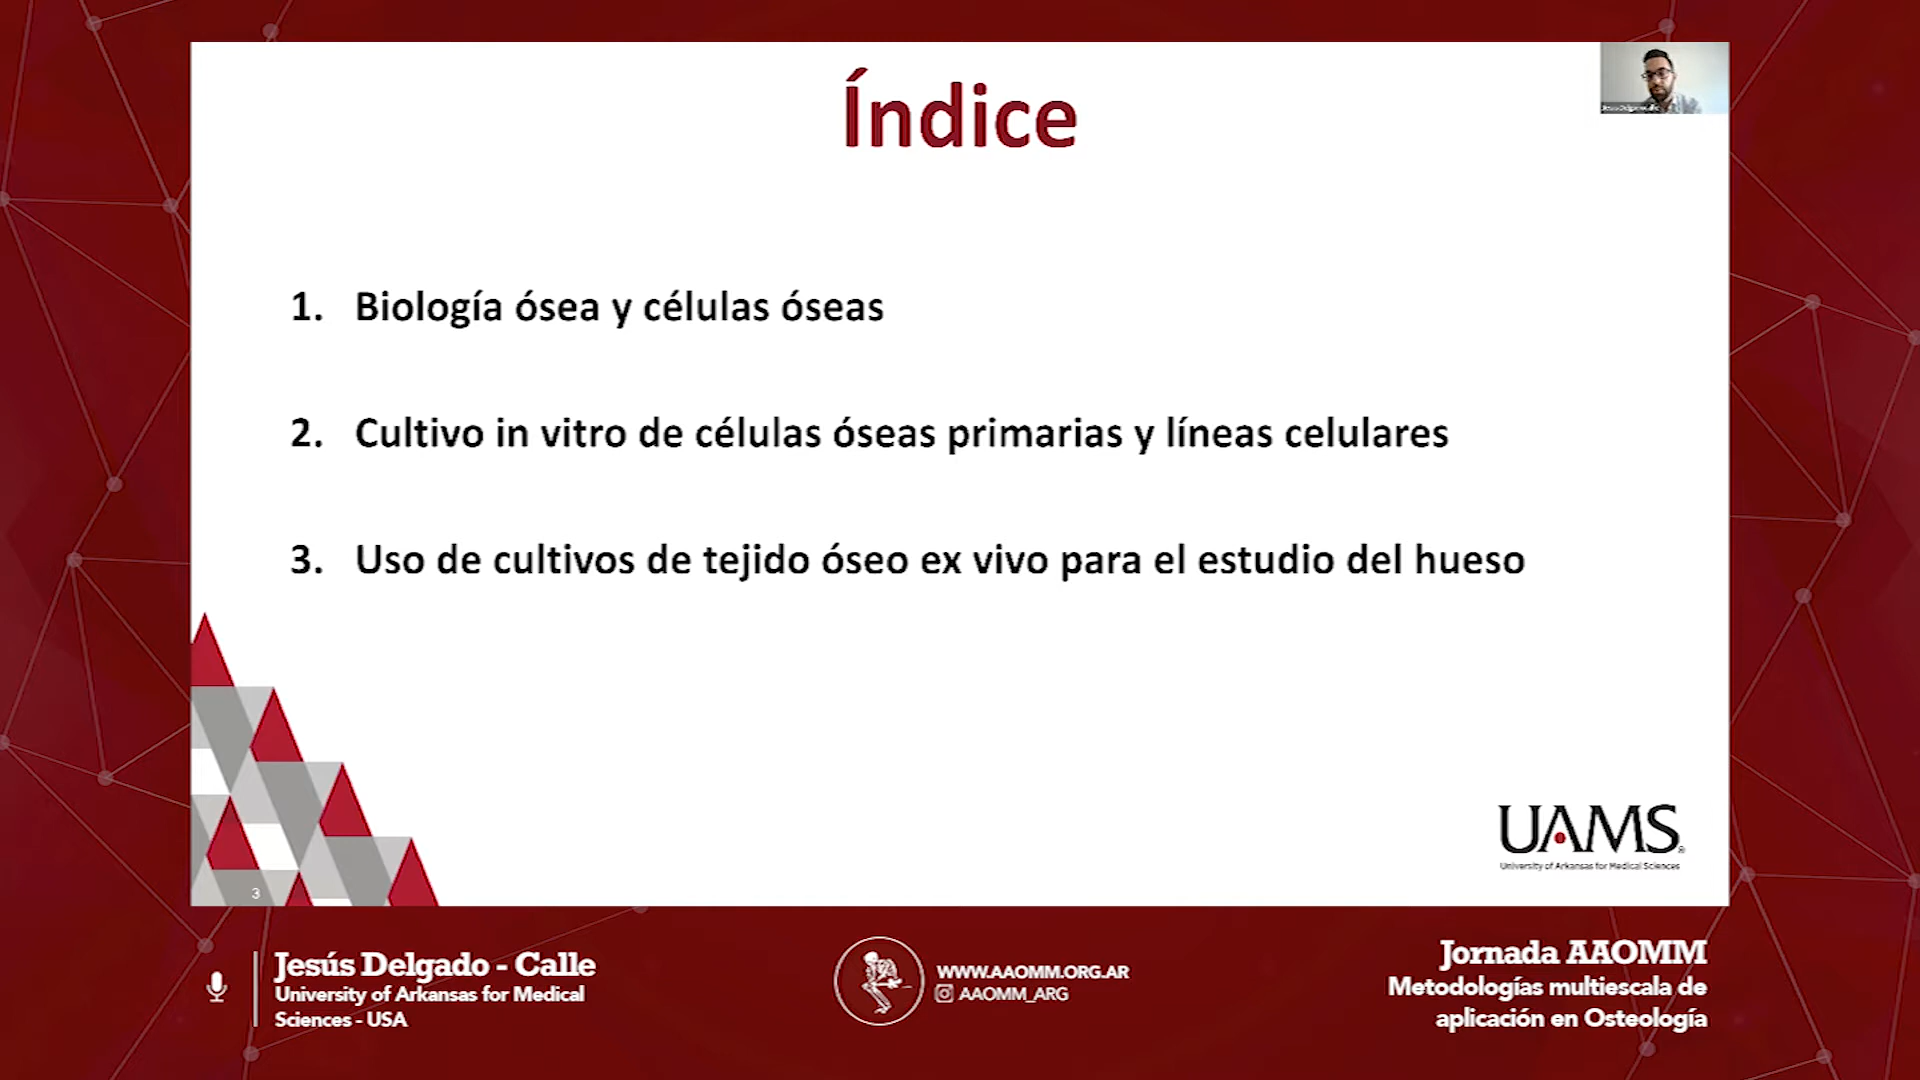 Índice
1. Biología ósea y células óseas
2. Cultivo in vitro de células óseas primarias y líneas celulares
3. Uso de cultivos de tejido óseo ex vivo para el estudio del hueso
3
UAMS®
University of Arkansas for Medical Sciences
Jesús Delgado - Calle
University of Arkansas for Medical
Sciences - USA
WWW.AAOMM.ORG.AR
AAOMM_ARG
Jornada AAOMM
Metodologías multiescala de
aplicación en Osteología